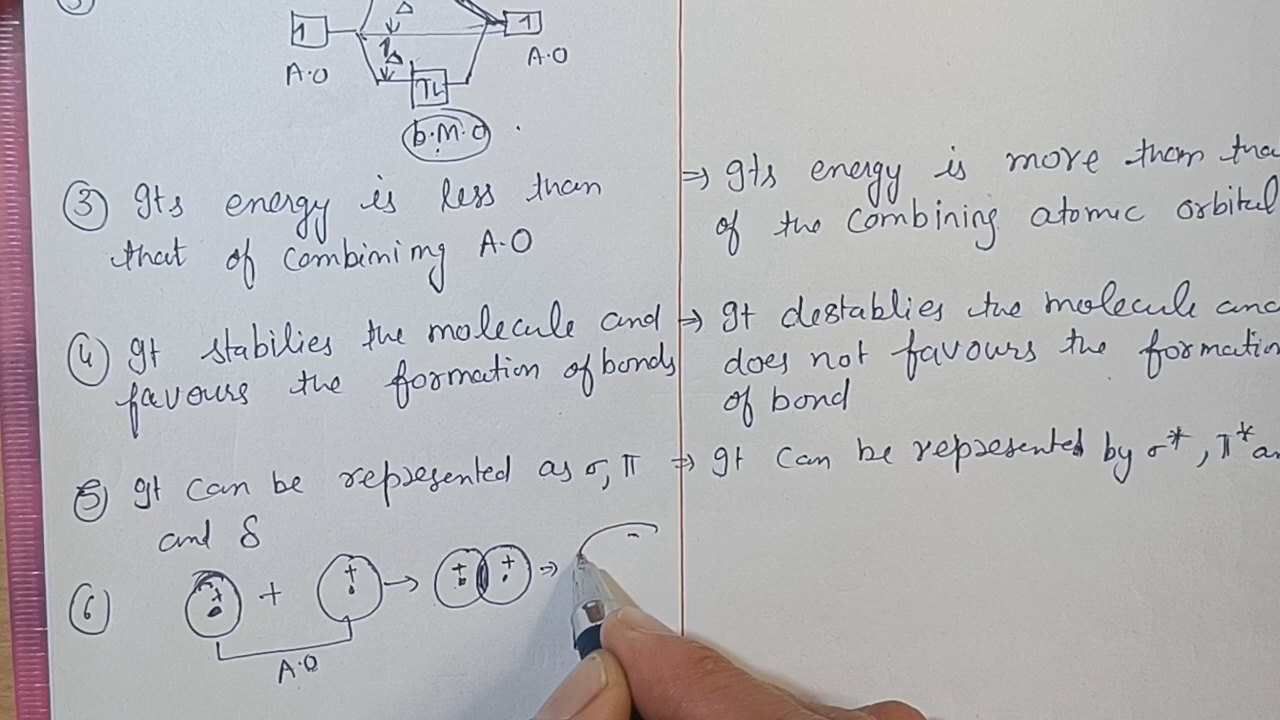 Δ
1
1
Δ
A.O
A.O
1L
b.M.O
③ Its energy is less than
that of combining A.O
⇒ Its energy is more than tha
of the combining atomic orbital
④ It stabilies the molecule and
favours the formation of bonds
⇒ It destablies the molecule and
does not favours the formation
of bond
⑤ It can be represented as σ, π
and δ
⇒ It can be represented by σ*, π* an
⑥ + + + → + + ⇒ -
A.O